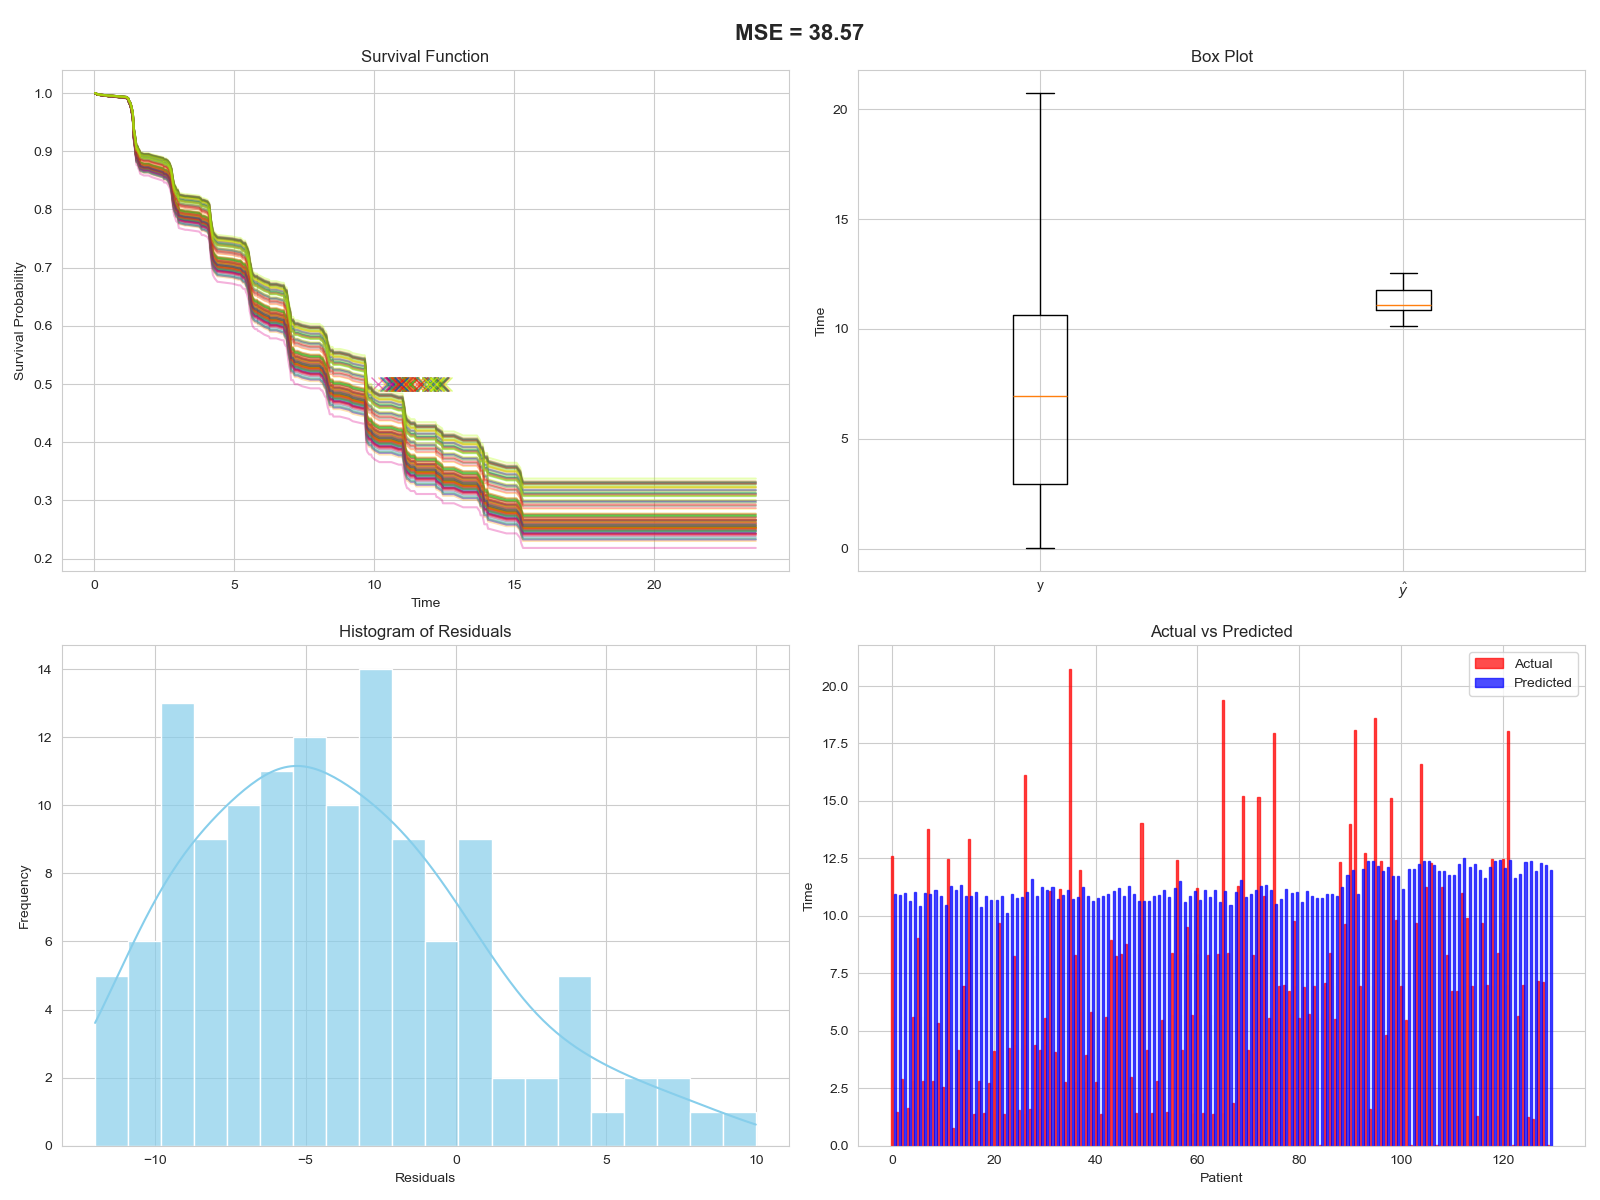 MSE = 38.57
Survival Function
1.0
0.9
0.8
0.7
0.6
0.5
0.4
0.3
0.2
Survival Probability
0 5 10 15 20
Time
Box Plot
20
15
10
5
0
Time
y ŷ
Histogram of Residuals
14
12
10
8
6
4
2
0
Frequency
−10 −5 0 5 10
Residuals
Actual vs Predicted
Actual
Predicted
20.0
17.5
15.0
12.5
10.0
7.5
5.0
2.5
0.0
Time
0 20 40 60 80 100 120
Patient